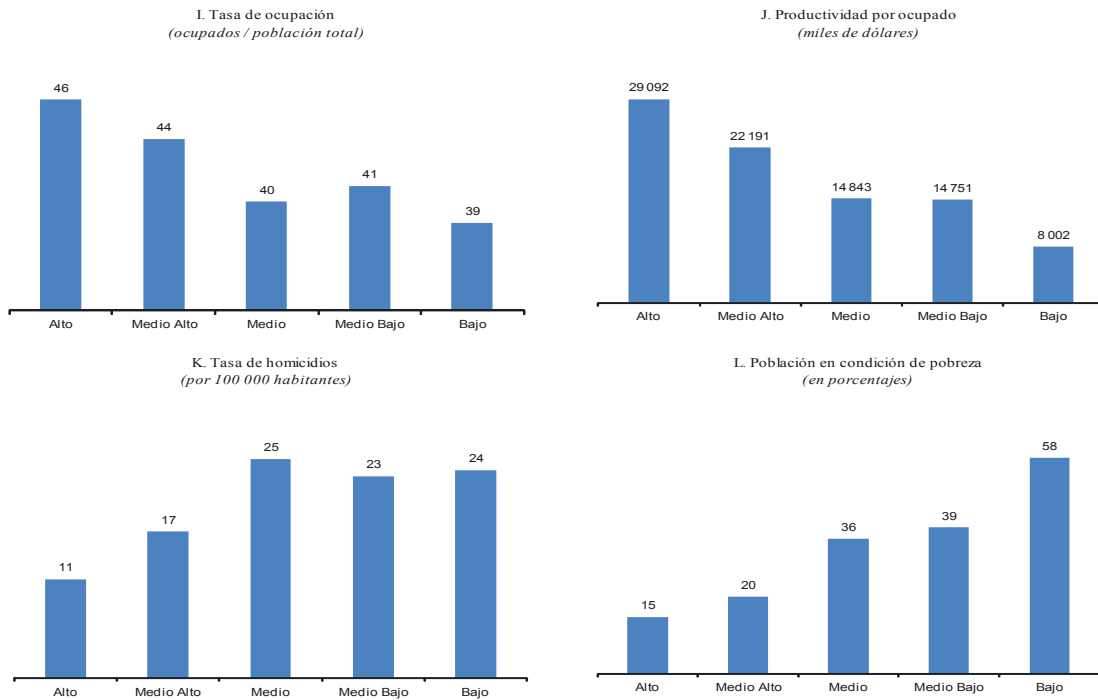 I. Tasa de ocupación
(ocupados / población total)
46
44
40
41
39
Alto
Medio Alto
Medio
Medio Bajo
Bajo
J. Productividad por ocupado
(miles de dólares)
29 092
22 191
14 843
14 751
8 002
Alto
Medio Alto
Medio
Medio Bajo
Bajo
K. Tasa de homicidios
(por 100 000 habitantes)
11
17
25
23
24
Alto
Medio Alto
Medio
Medio Bajo
Bajo
L. Población en condición de pobreza
(en porcentajes)
15
20
36
39
58
Alto
Medio Alto
Medio
Medio Bajo
Bajo